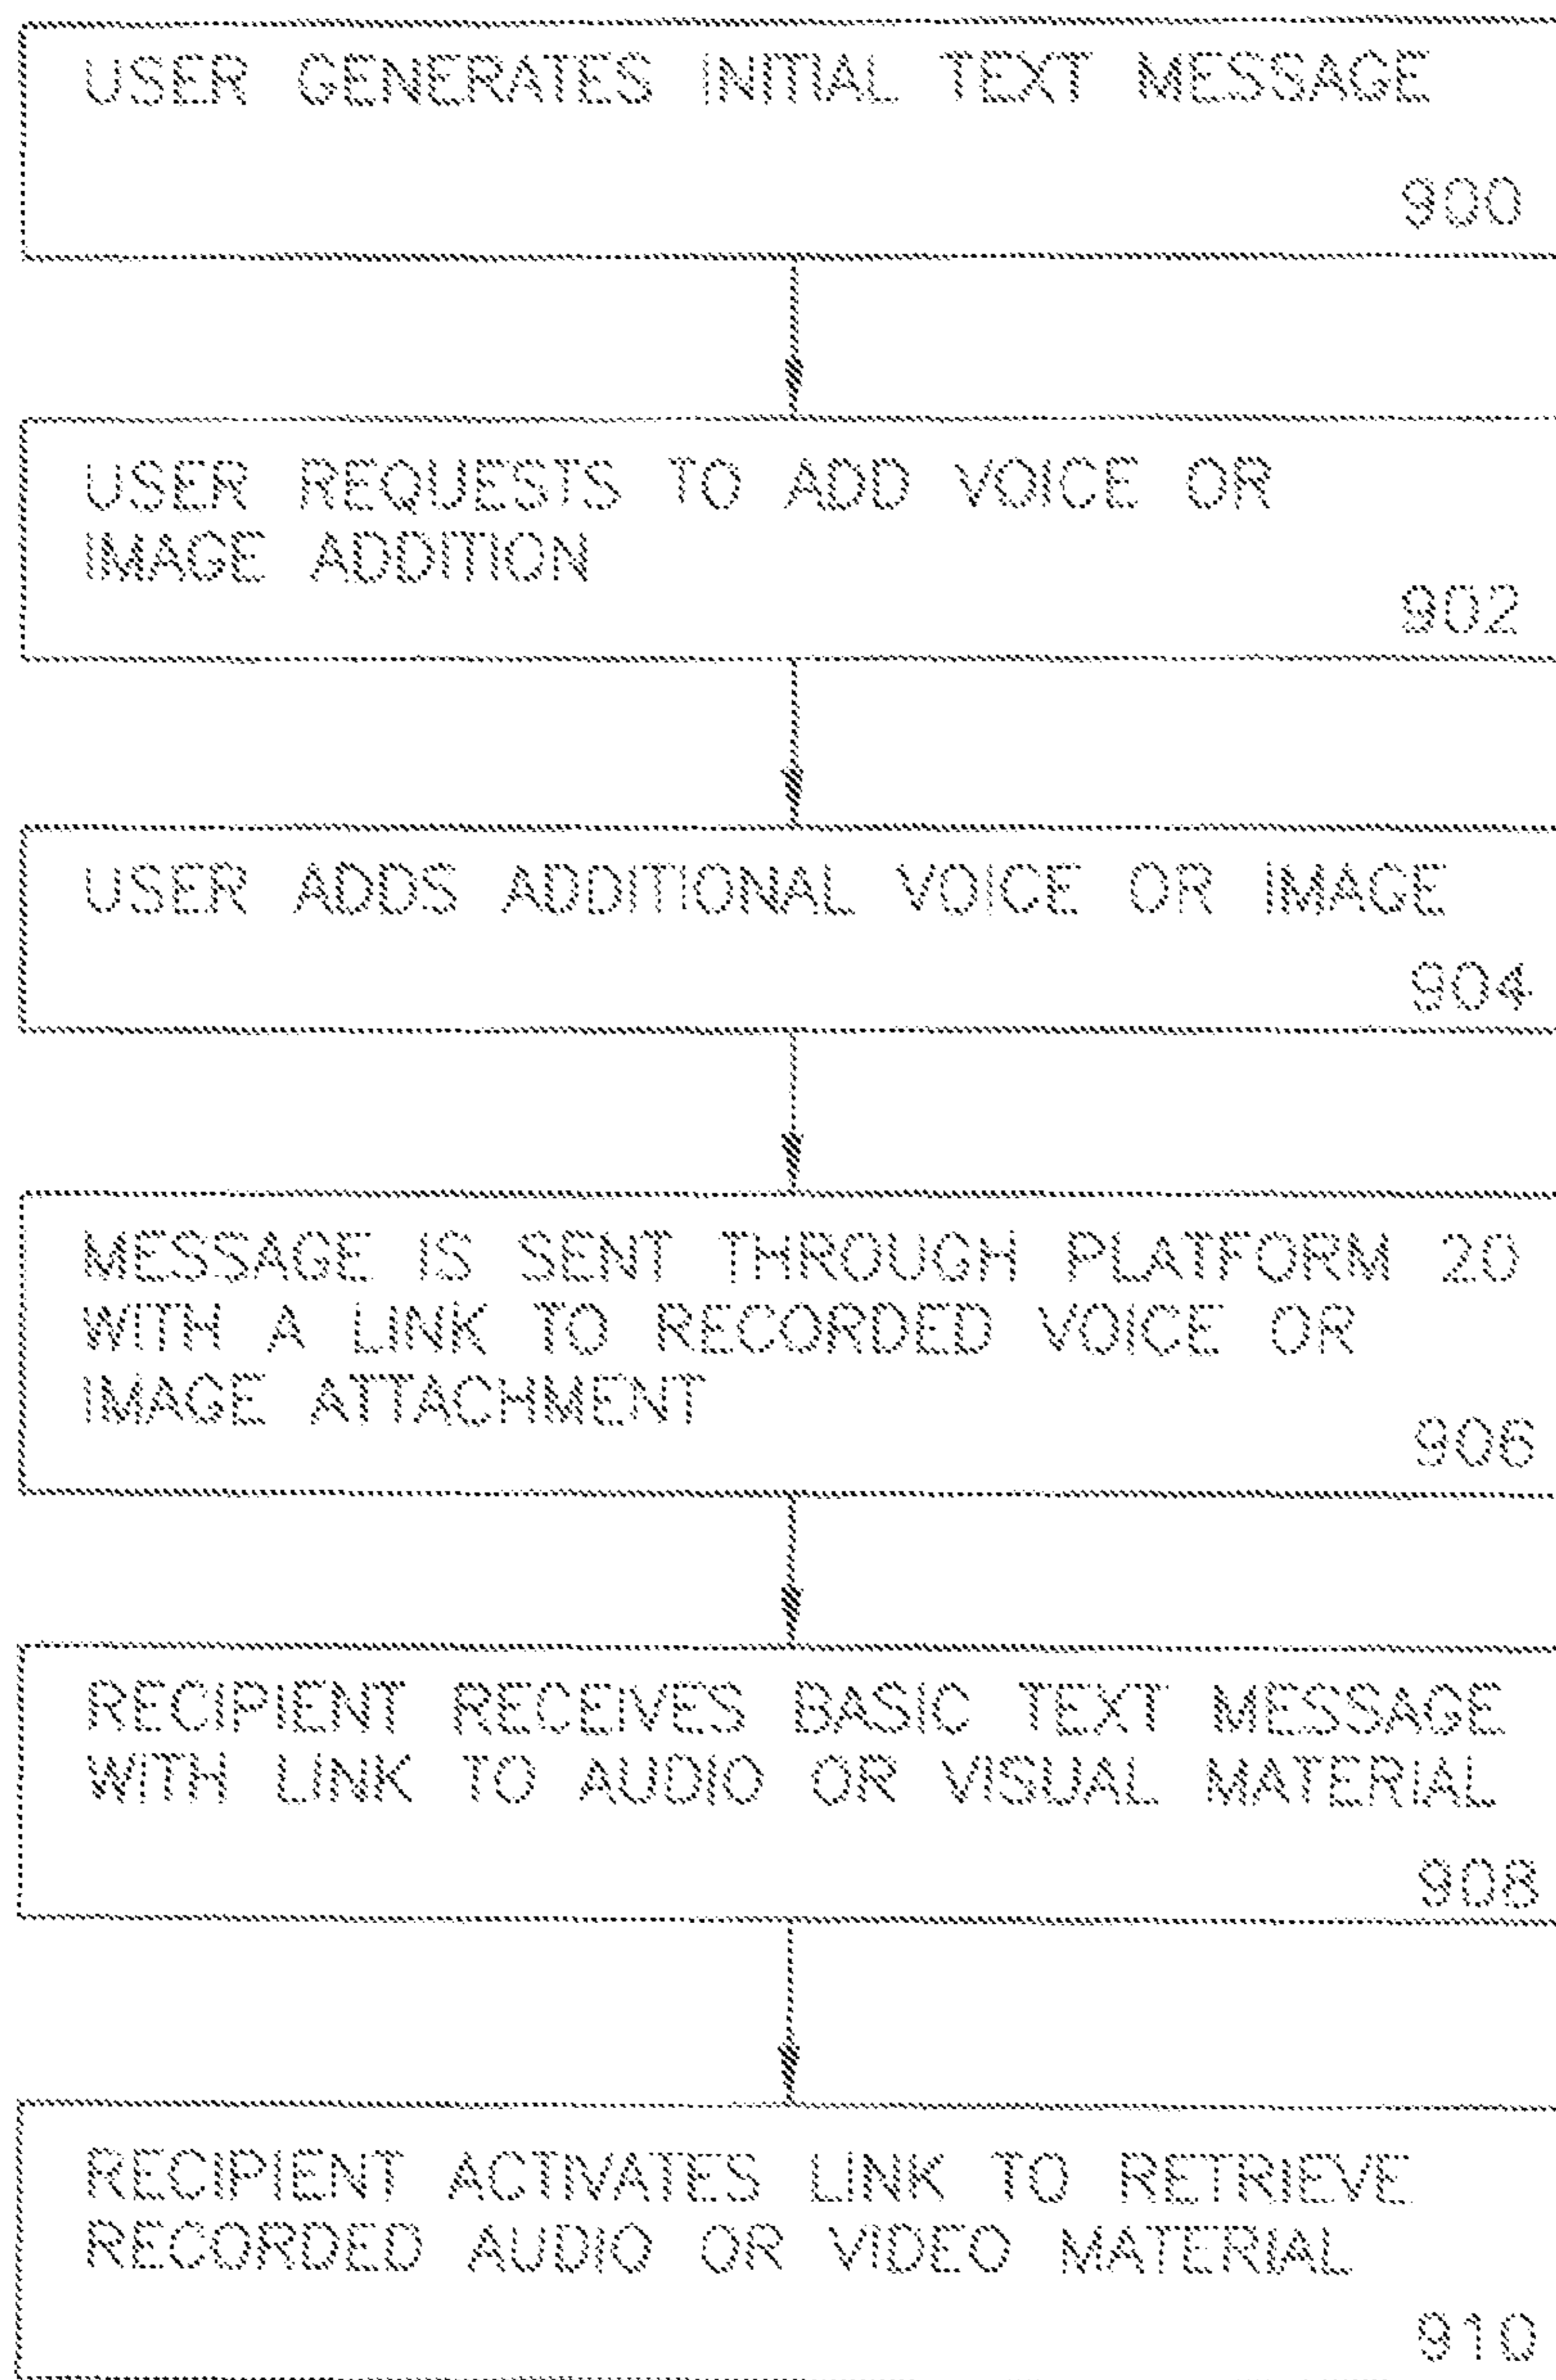 USER GENERATES INITIAL TEXT MESSAGE
900
USER REQUESTS TO ADD VOICE OR
IMAGE ADDITION
902
USER ADDS ADDITIONAL VOICE OR IMAGE
904
MESSAGE IS SENT THROUGH PLATFORM 20
WITH A LINK TO RECORDED VOICE OR
IMAGE ATTACHMENT
906
RECIPIENT RECEIVES BASIC TEXT MESSAGE
WITH LINK TO AUDIO OR VISUAL MATERIAL
908
RECIPIENT ACTIVATES LINK TO RETRIEVE
RECORDED AUDIO OR VIDEO MATERIAL
910